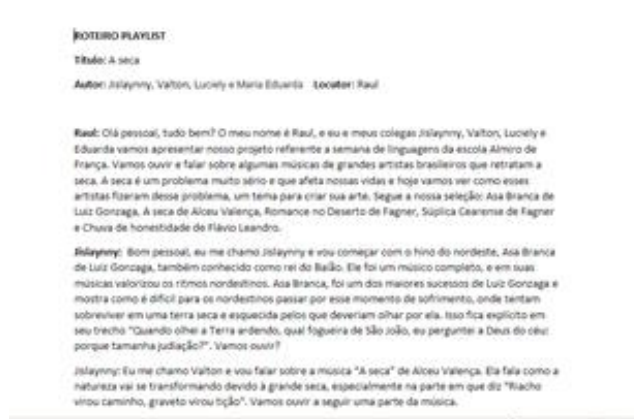 ROTEIRO PLAYLIST
Título: A seca
Autor: Jislaynny, Valton, Luciely e Maria Eduarda Locutor: Raul
Raul: Olá pessoal, tudo bem? O meu nome é Raul, e eu e meus colegas Jislaynny, Valton, Luciely e
Eduarda vamos apresentar nosso projeto referente a semana de linguagens da escola Almiro de
França. Vamos ouvir e falar sobre algumas músicas de grandes artistas brasileiros que retratam a
seca. A seca é um problema muito sério e que afeta nossas vidas e hoje vamos ver como esses
artistas fizeram desse problema, um tema para criar sua arte. Segue a nossa seleção: Asa Branca de
Luiz Gonzaga, A seca de Alceu Valença, Romance no Deserto de Fagner, Súplica Cearense de Fagner
e Chuva de honestidade de Flávio Leandro.
Jislaynny: Bom pessoal, eu me chamo Jislaynny e vou começar com o hino do nordeste, Asa Branca
de Luiz Gonzaga, também conhecido como rei do Baião. Ele foi um músico completo, e em suas
músicas valorizou os ritmos nordestinos. Asa Branca, foi um dos maiores sucessos de Luiz Gonzaga e
mostra como é difícil para os nordestinos passar por esse momento de sofrimento, onde tentam
sobreviver em uma terra seca e esquecida pelos que deveriam olhar por ela. Isso fica explícito em
seu trecho "Quando olhei a Terra ardendo, qual fogueira de São João, eu perguntei a Deus do céu:
porque tamanha judiação?". Vamos ouvir?
Jislaynny: Eu me chamo Valton e vou falar sobre a música "A seca" de Alceu Valença. Ela fala como a
natureza vai se transformando devido à grande seca, especialmente na parte em que diz "Riacho
virou caminho, graveto virou tição". Vamos ouvir a seguir uma parte da música.